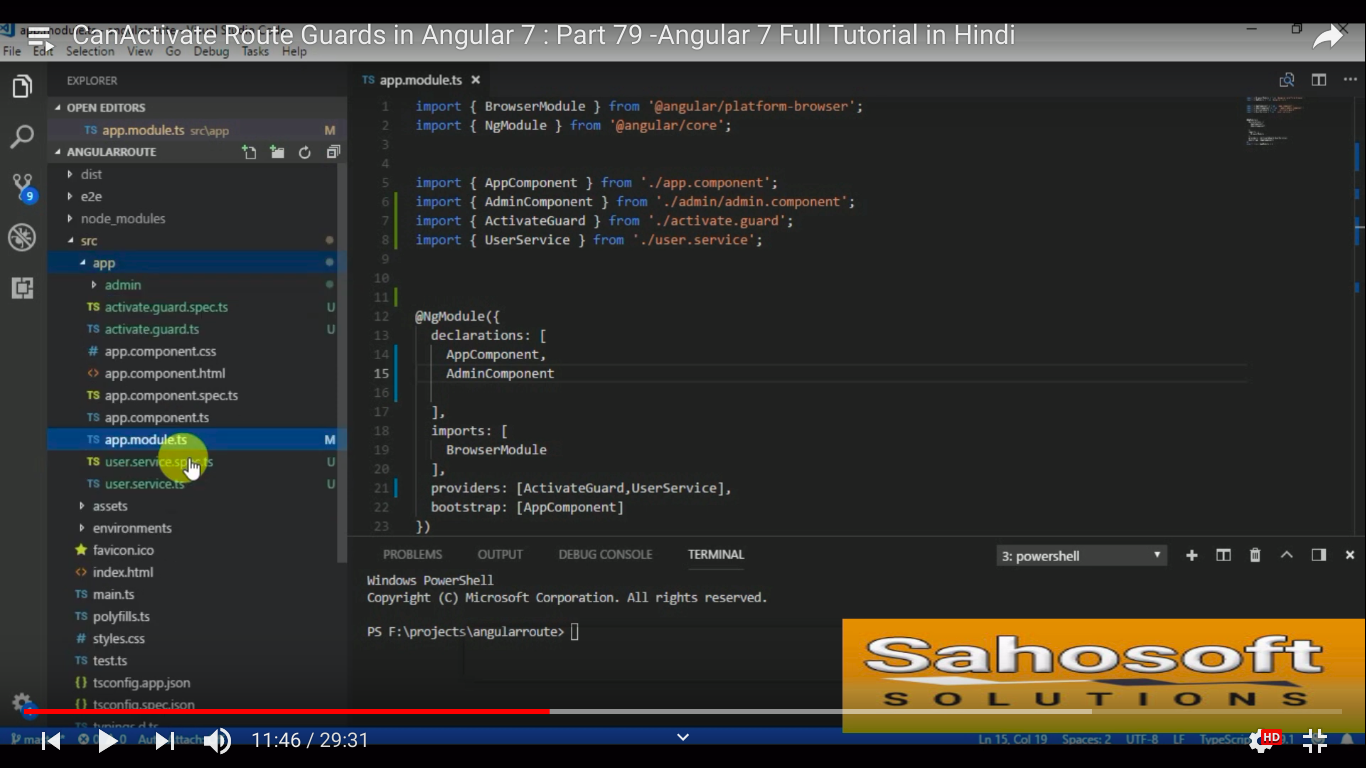 CanActivate Route Guards in Angular 7 : Part 79 -Angular 7 Full Tutorial in Hindi
File Edit Selection View Go Debug Tasks Help
EXPLORER
OPEN EDITORS
TS app.module.ts src\app M
ANGULARROUTE
9
dist
e2e
node_modules
src
app
admin
TS activate.guard.spec.ts U
TS activate.guard.ts U
# app.component.css
<> app.component.html
TS app.component.spec.ts
TS app.component.ts
TS app.module.ts M
TS user.service.spec.ts U
TS user.service.ts U
assets
environments
favicon.ico
<> index.html
TS main.ts
TS polyfills.ts
# styles.css
TS test.ts
{} tsconfig.app.json
{} tsconfig.spec.json
TS typings.d.ts
TS app.module.ts ×
1 import { BrowserModule } from '@angular/platform-browser';
2 import { NgModule } from '@angular/core';
3
4
5 import { AppComponent } from './app.component';
6 import { AdminComponent } from './admin/admin.component';
7 import { ActivateGuard } from './activate.guard';
8 import { UserService } from './user.service';
9
10
11
12 @NgModule({
13 declarations: [
14 AppComponent,
15 AdminComponent
16
17 ],
18 imports: [
19 BrowserModule
20 ],
21 providers: [ActivateGuard,UserService],
22 bootstrap: [AppComponent]
23 })
PROBLEMS OUTPUT DEBUG CONSOLE TERMINAL 3: powershell
Windows PowerShell
Copyright (C) Microsoft Corporation. All rights reserved.
PS F:\projects\angularroute>
Sahosoft
SOLUTIONS
11:46 / 29:31
HD
Ln 15, Col 19 Spaces: 2 UTF-8 LF